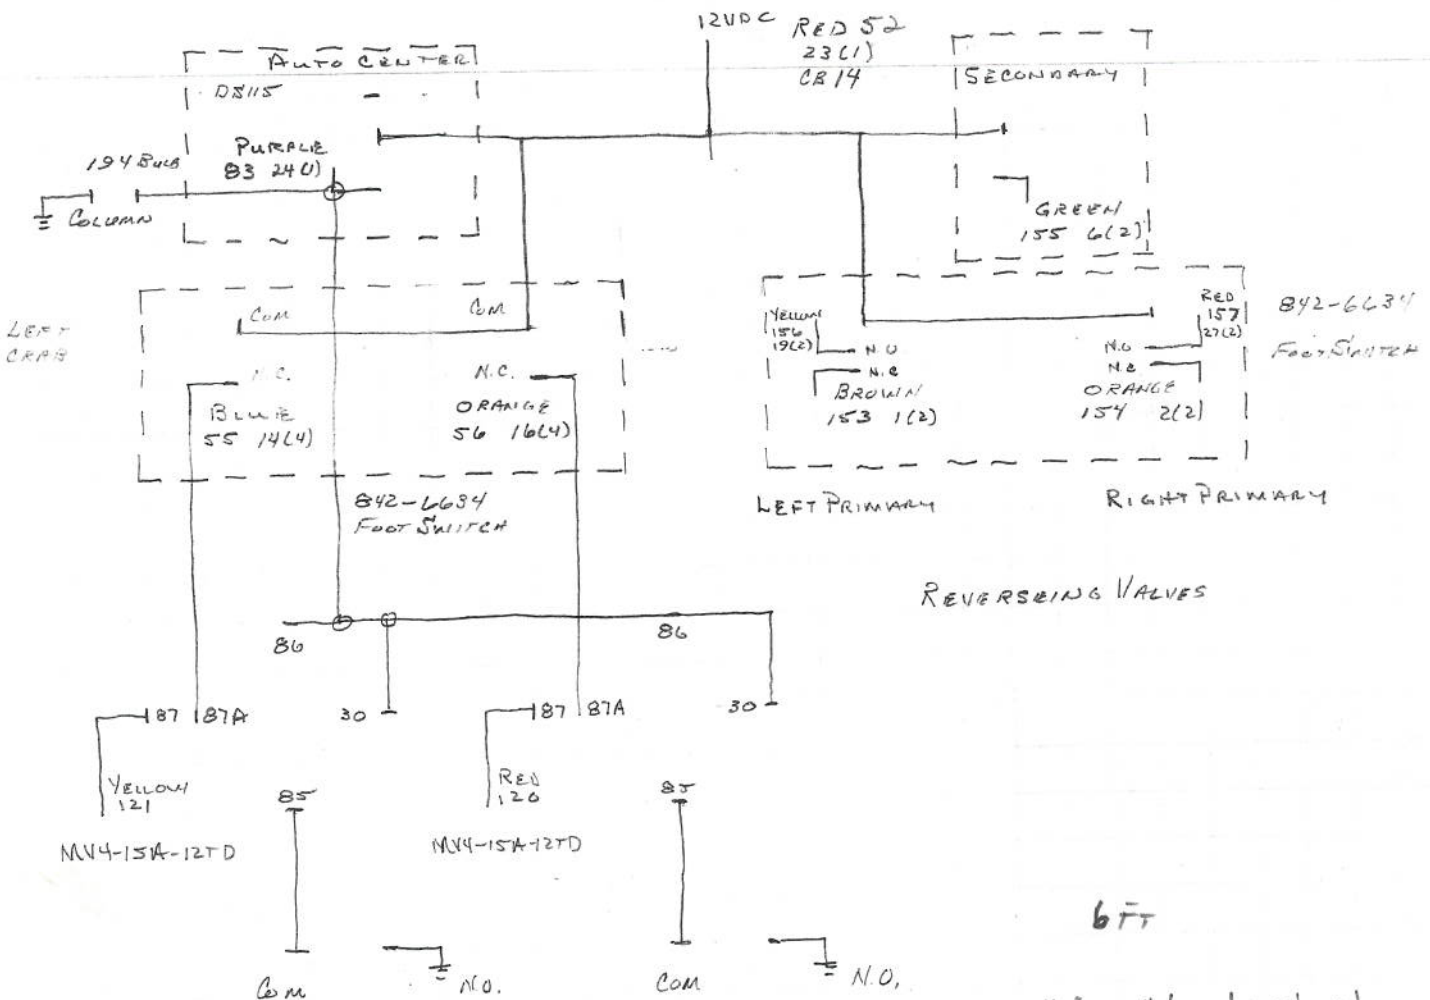 12VDC
RED 52
23(1)
CB14
AUTO CENTER
DS115
PURPLE
83 24(1)
194 BULB
COLUMN
SECONDARY
GREEN
155 6(2)
LEFT
CRAB
COM
COM
N.C.
N.C.
BLUE
55 14(4)
ORANGE
56 16(4)
842-6634
FOOT SWITCH
YELLOW
156
19(2)
N.O
N.C
BROWN
153 1(2)
RED
157
27(2)
N.O
N.C
ORANGE
154 2(2)
842-6634
FOOT SWITCH
LEFT PRIMARY
RIGHT PRIMARY
REVERSEING VALVES
86
86
87
87A
30
87
87A
30
YELLOW
121
MV4-15A-12TD
RED
120
MV4-15A-12TD
85
85
COM
N.O.
COM
N.O.
6 FT